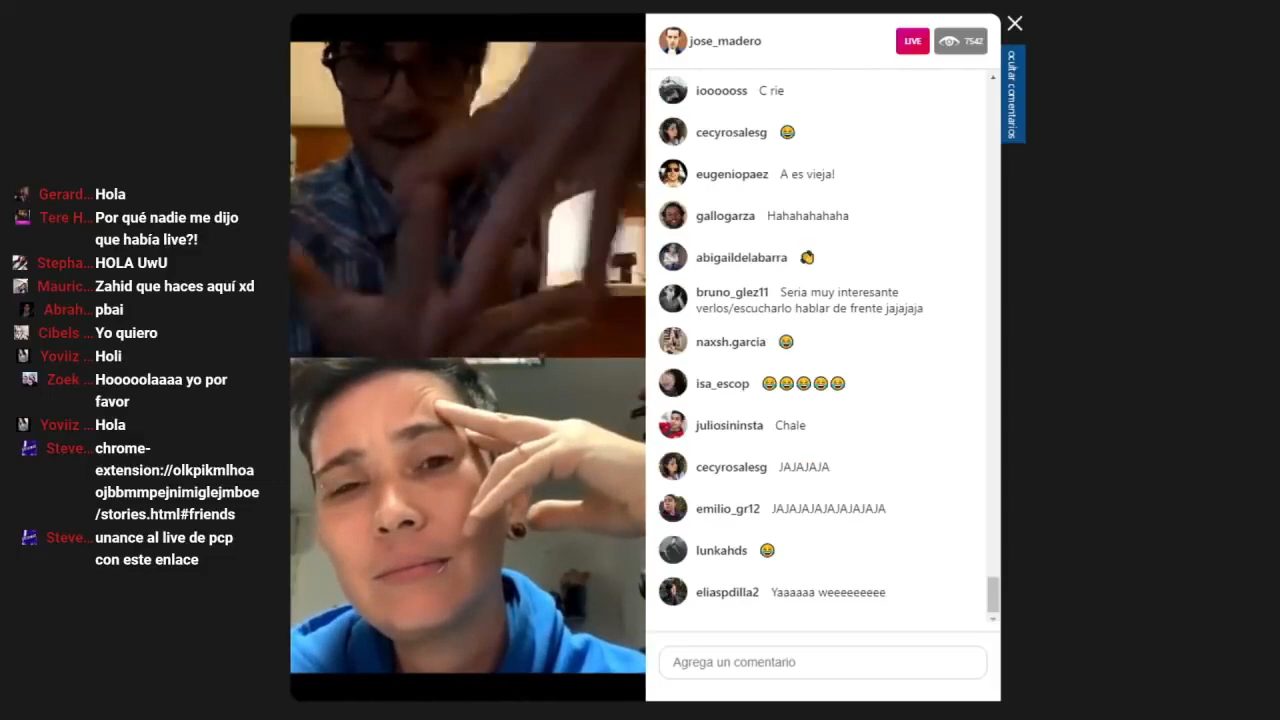 Gerard... Hola
Tere H... Por qué nadie me dijo
que había live?!
Stepha... HOLA UwU
Mauric... Zahid que haces aquí xd
Abrah... pbai
Cibels ... Yo quiero
Yoviiz ... Holi
Zoek ... Hooooolaaaa yo por
favor
Yoviiz ... Hola
Steve... chrome-
extension://olkpikmlhoa
ojbbmmpejnimiglejmboe
/stories.html#friends
Steve... unance al live de pcp
con este enlace
jose_madero
LIVE
7542
ocultar comentarios
ioooooss C rie
cecyrosalesg 😂
eugeniopaez A es vieja!
gallogarza Hahahahahaha
abigaildelabarra 👏
bruno_glez11 Seria muy interesante
verlos/escucharlo hablar de frente jajajaja
naxsh.garcia 😂
isa_escop 😂😂😂😂😂
juliosininsta Chale
cecyrosalesg JAJAJAJA
emilio_gr12 JAJAJAJAJAJAJAJAJA
lunkahds 😂
eliaspdilla2 Yaaaaaa weeeeeeeee
Agrega un comentario